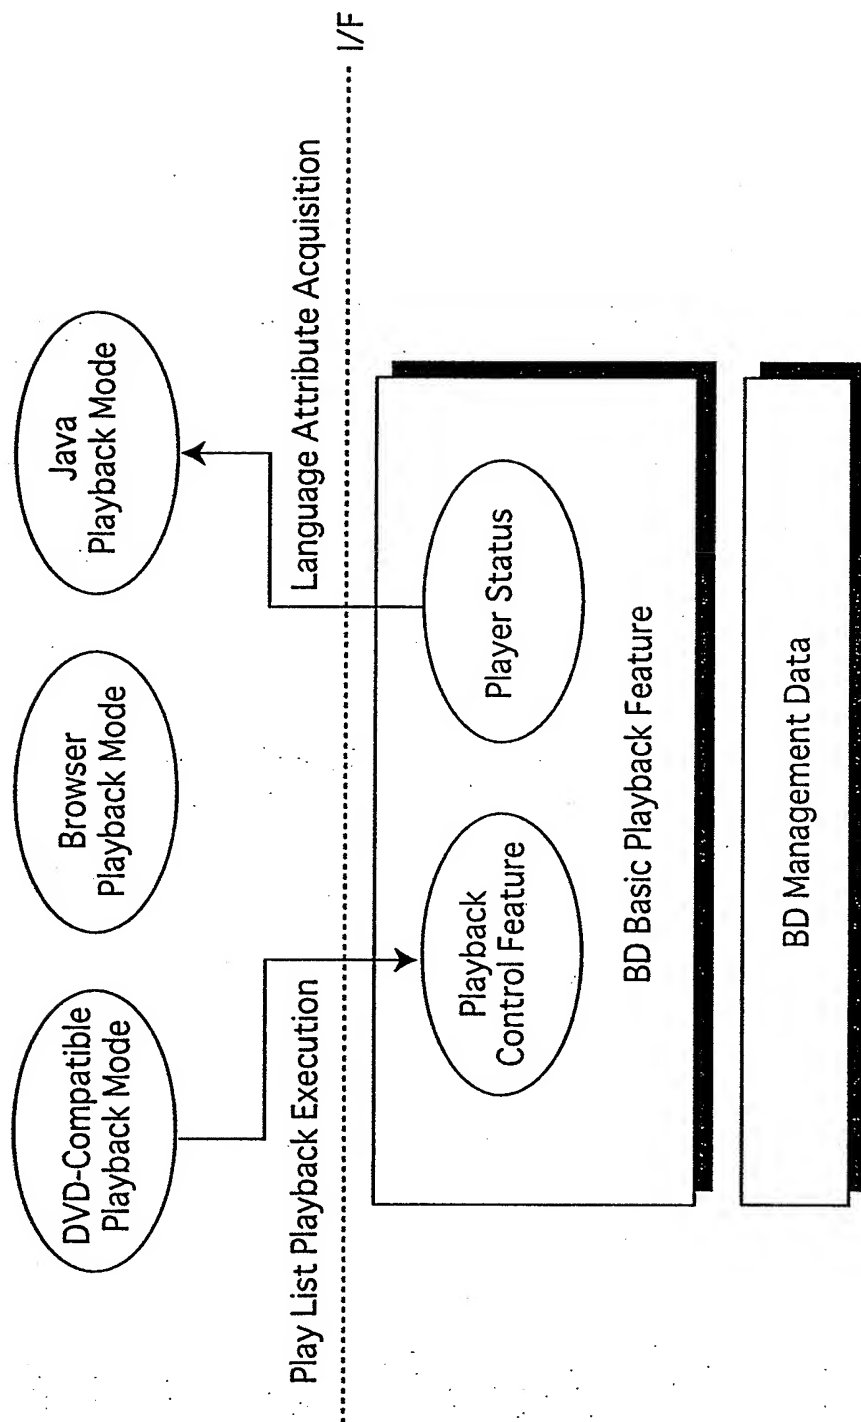 DVD-Compatible
Playback Mode
Browser
Playback Mode
Java
Playback Mode
Play List Playback Execution
Language Attribute Acquisition
I/F
Playback
Control Feature
Player Status
BD Basic Playback Feature
BD Management Data